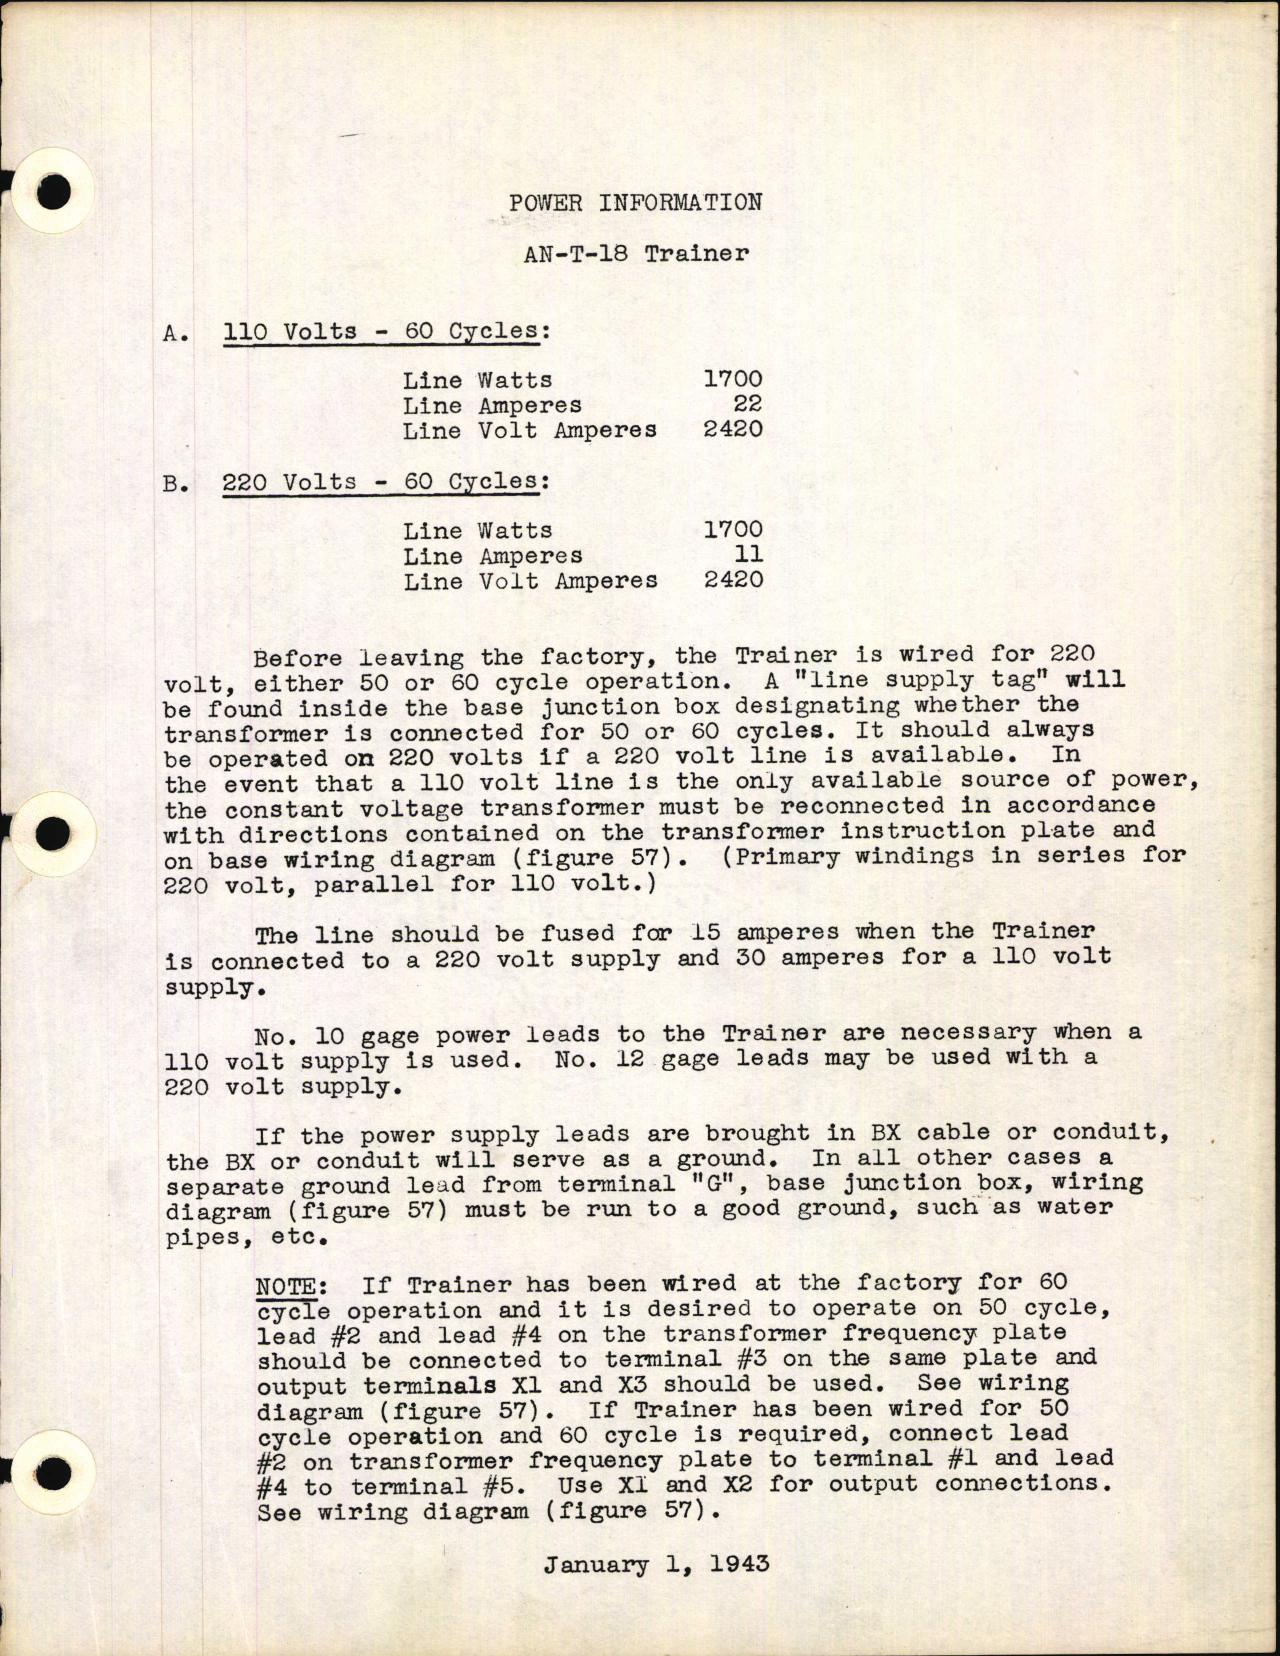 POWER INFORMATION
AN-T-18 Trainer
A. 110 Volts - 60 Cycles:
Line Watts 1700
Line Amperes 22
Line Volt Amperes 2420
B. 220 Volts - 60 Cycles:
Line Watts 1700
Line Amperes 11
Line Volt Amperes 2420
Before leaving the factory, the Trainer is wired for 220
volt, either 50 or 60 cycle operation. A "line supply tag" will
be found inside the base junction box designating whether the
transformer is connected for 50 or 60 cycles. It should always
be operated on 220 volts if a 220 volt line is available. In
the event that a 110 volt line is the only available source of power,
the constant voltage transformer must be reconnected in accordance
with directions contained on the transformer instruction plate and
on base wiring diagram (figure 57). (Primary windings in series for
220 volt, parallel for 110 volt.)
The line should be fused for 15 amperes when the Trainer
is connected to a 220 volt supply and 30 amperes for a 110 volt
supply.
No. 10 gage power leads to the Trainer are necessary when a
110 volt supply is used. No. 12 gage leads may be used with a
220 volt supply.
If the power supply leads are brought in BX cable or conduit,
the BX or conduit will serve as a ground. In all other cases a
separate ground lead from terminal "G", base junction box, wiring
diagram (figure 57) must be run to a good ground, such as water
pipes, etc.
NOTE: If Trainer has been wired at the factory for 60
cycle operation and it is desired to operate on 50 cycle,
lead #2 and lead #4 on the transformer frequency plate
should be connected to terminal #3 on the same plate and
output terminals X1 and X3 should be used. See wiring
diagram (figure 57). If Trainer has been wired for 50
cycle operation and 60 cycle is required, connect lead
#2 on transformer frequency plate to terminal #1 and lead
#4 to terminal #5. Use X1 and X2 for output connections.
See wiring diagram (figure 57).
January 1, 1943